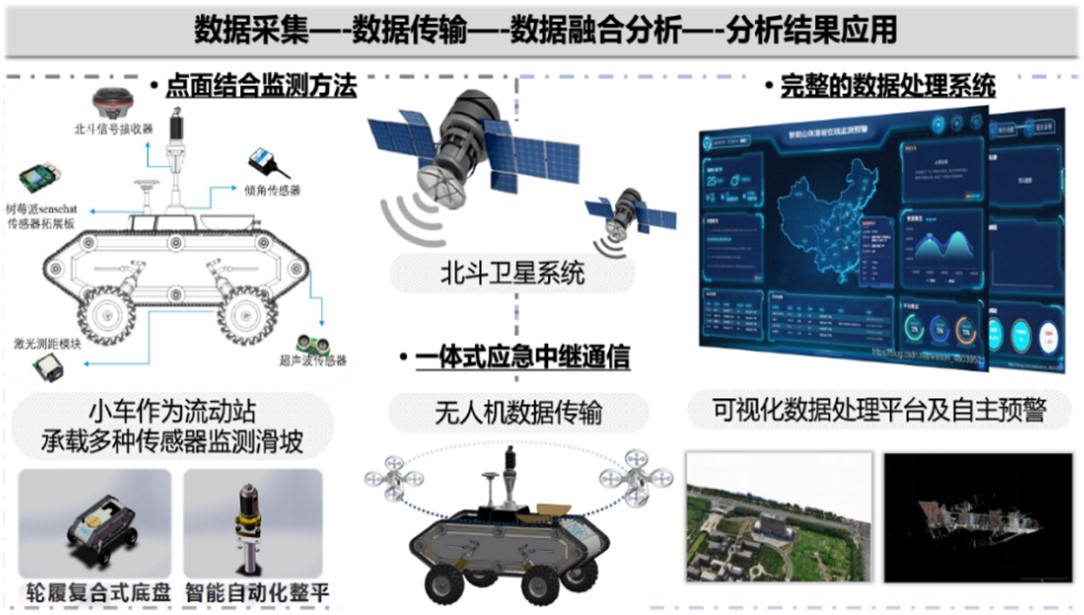 数据采集—-数据传输—-数据融合分析—-分析结果应用
• 点面结合监测方法
北斗信号接收器
倾角传感器
树莓派senschat
传感器拓展板
激光测距模块
超声波传感器
小车作为流动站
承载多种传感器监测滑坡
轮履复合式底盘
智能自动化整平
北斗卫星系统
• 一体式应急中继通信
无人机数据传输
• 完整的数据处理系统
可视化数据处理平台及自主预警